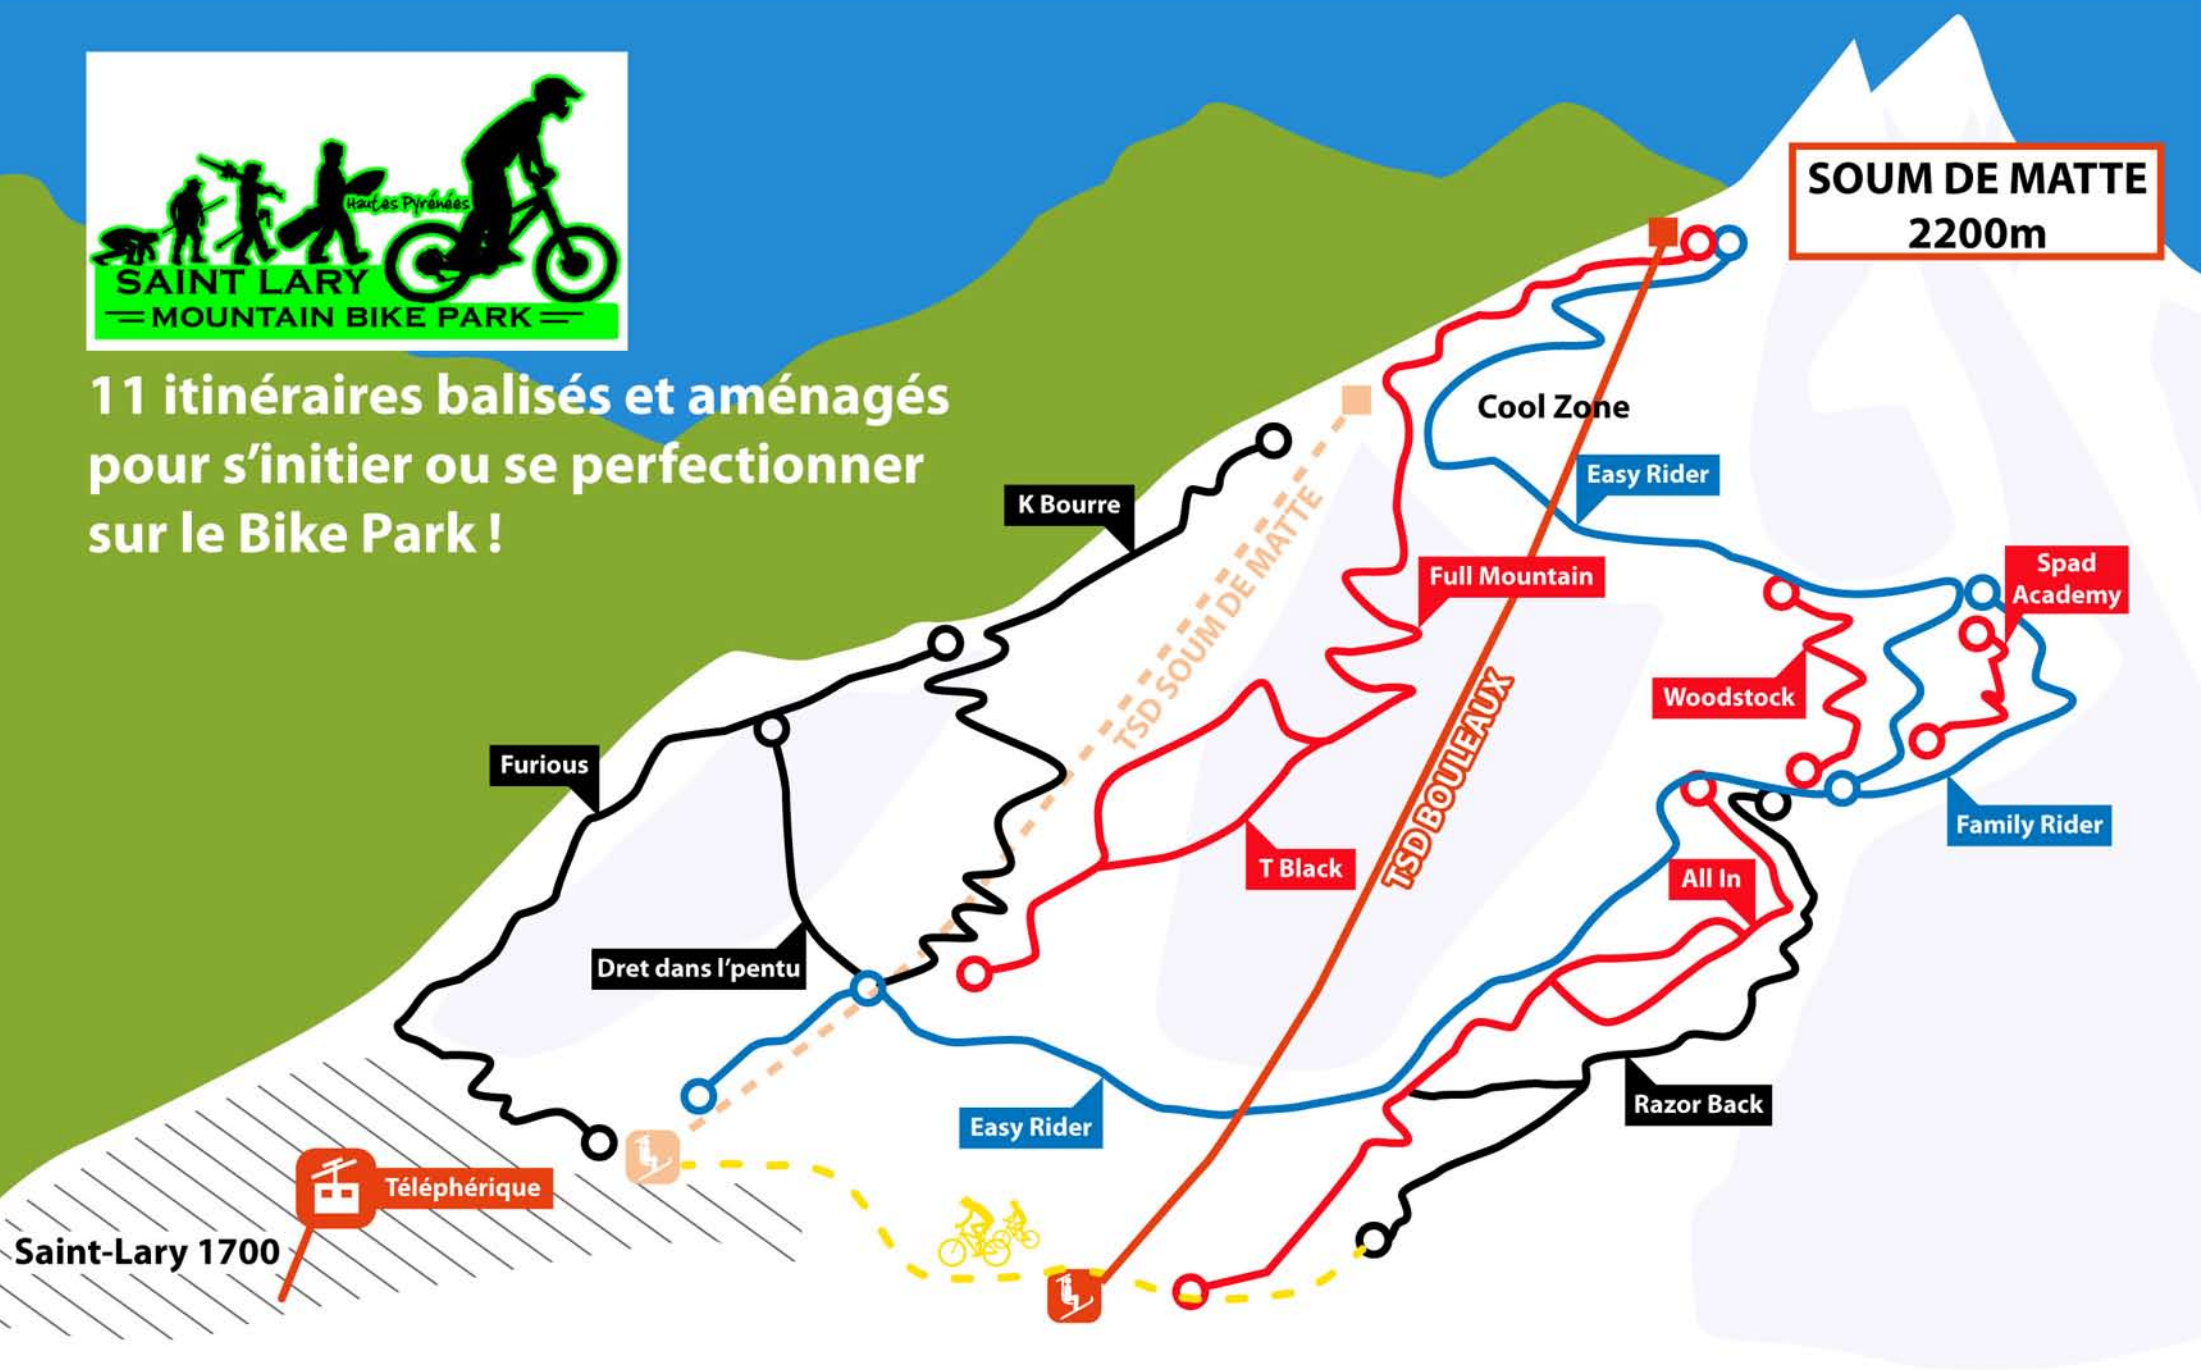 Hautes Pyrénées
SAINT LARY
MOUNTAIN BIKE PARK
11 itinéraires balisés et aménagés
pour s'initier ou se perfectionner
sur le Bike Park !
SOUM DE MATTE
2200m
Cool Zone
Easy Rider
K Bourre
TSD SOUM DE MATTE
Full Mountain
Spad
Academy
Woodstock
Furious
TSD BOULEAUX
Family Rider
T Black
All In
Dret dans l'pentu
Razor Back
Easy Rider
Téléphérique
Saint-Lary 1700